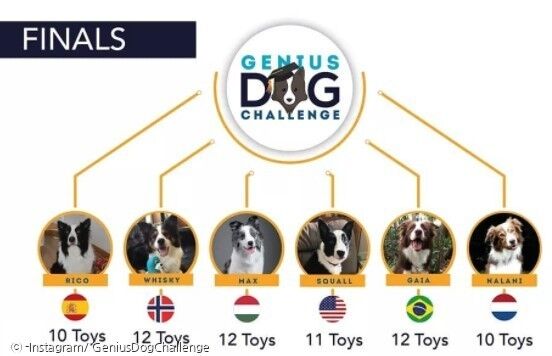 FINALS
GENIUS
DOG
CHALLENGE
RICO
WHISKY
MAX
SQUALL
GAIA
NALANI
10 Toys
12 Toys
12 Toys
11 Toys
12 Toys
10 Toys
© Instagram/ GeniusDogChallenge